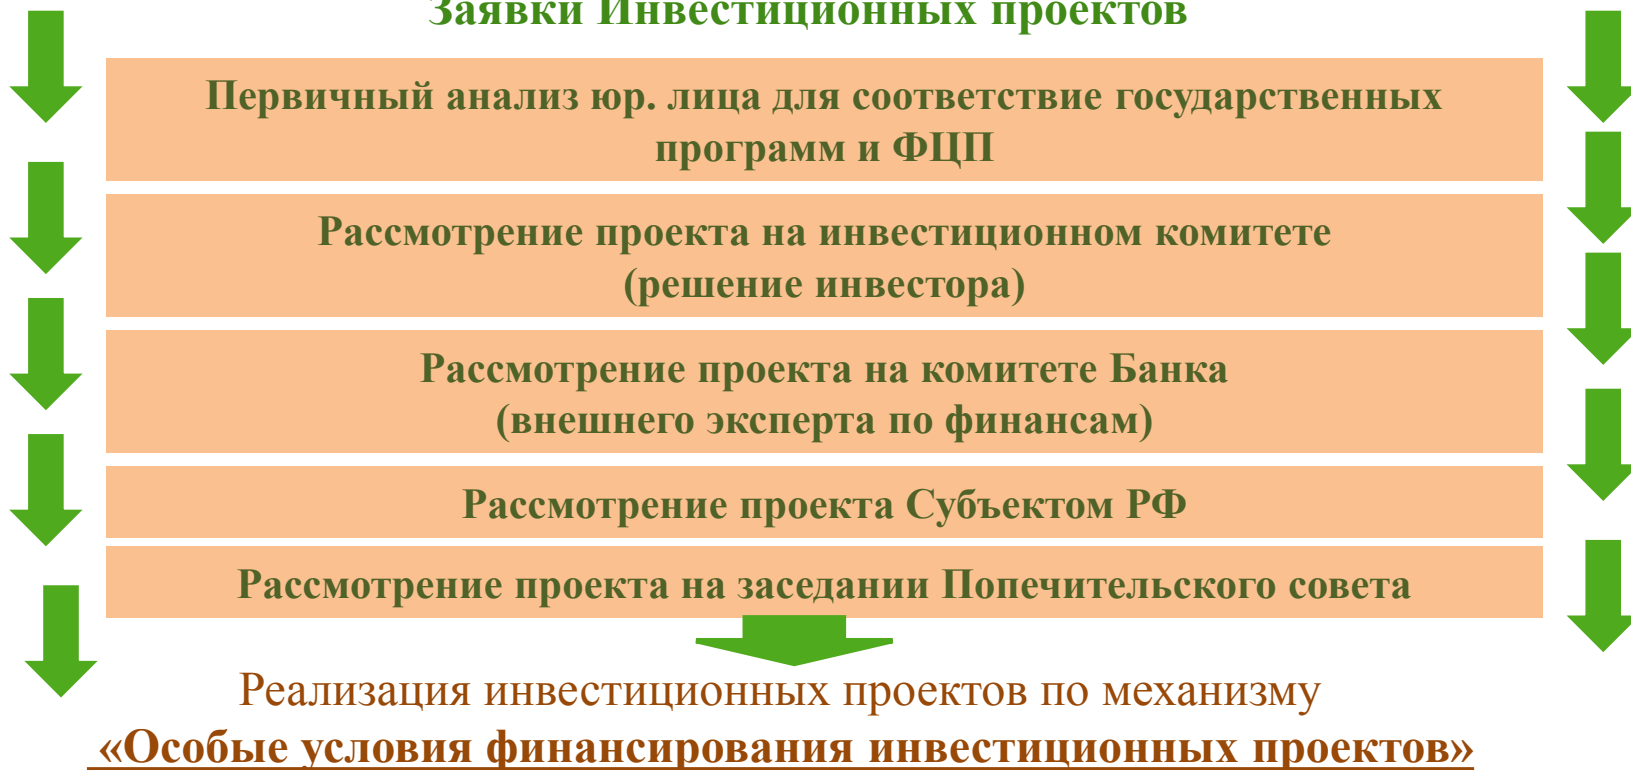 Заявки Инвестиционных проектов
Первичный анализ юр. лица для соответствие государственных
программ и ФЦП
Рассмотрение проекта на инвестиционном комитете
(решение инвестора)
Рассмотрение проекта на комитете Банка
(внешнего эксперта по финансам)
Рассмотрение проекта Субъектом РФ
Рассмотрение проекта на заседании Попечительского совета
Реализация инвестиционных проектов по механизму
«Особые условия финансирования инвестиционных проектов»